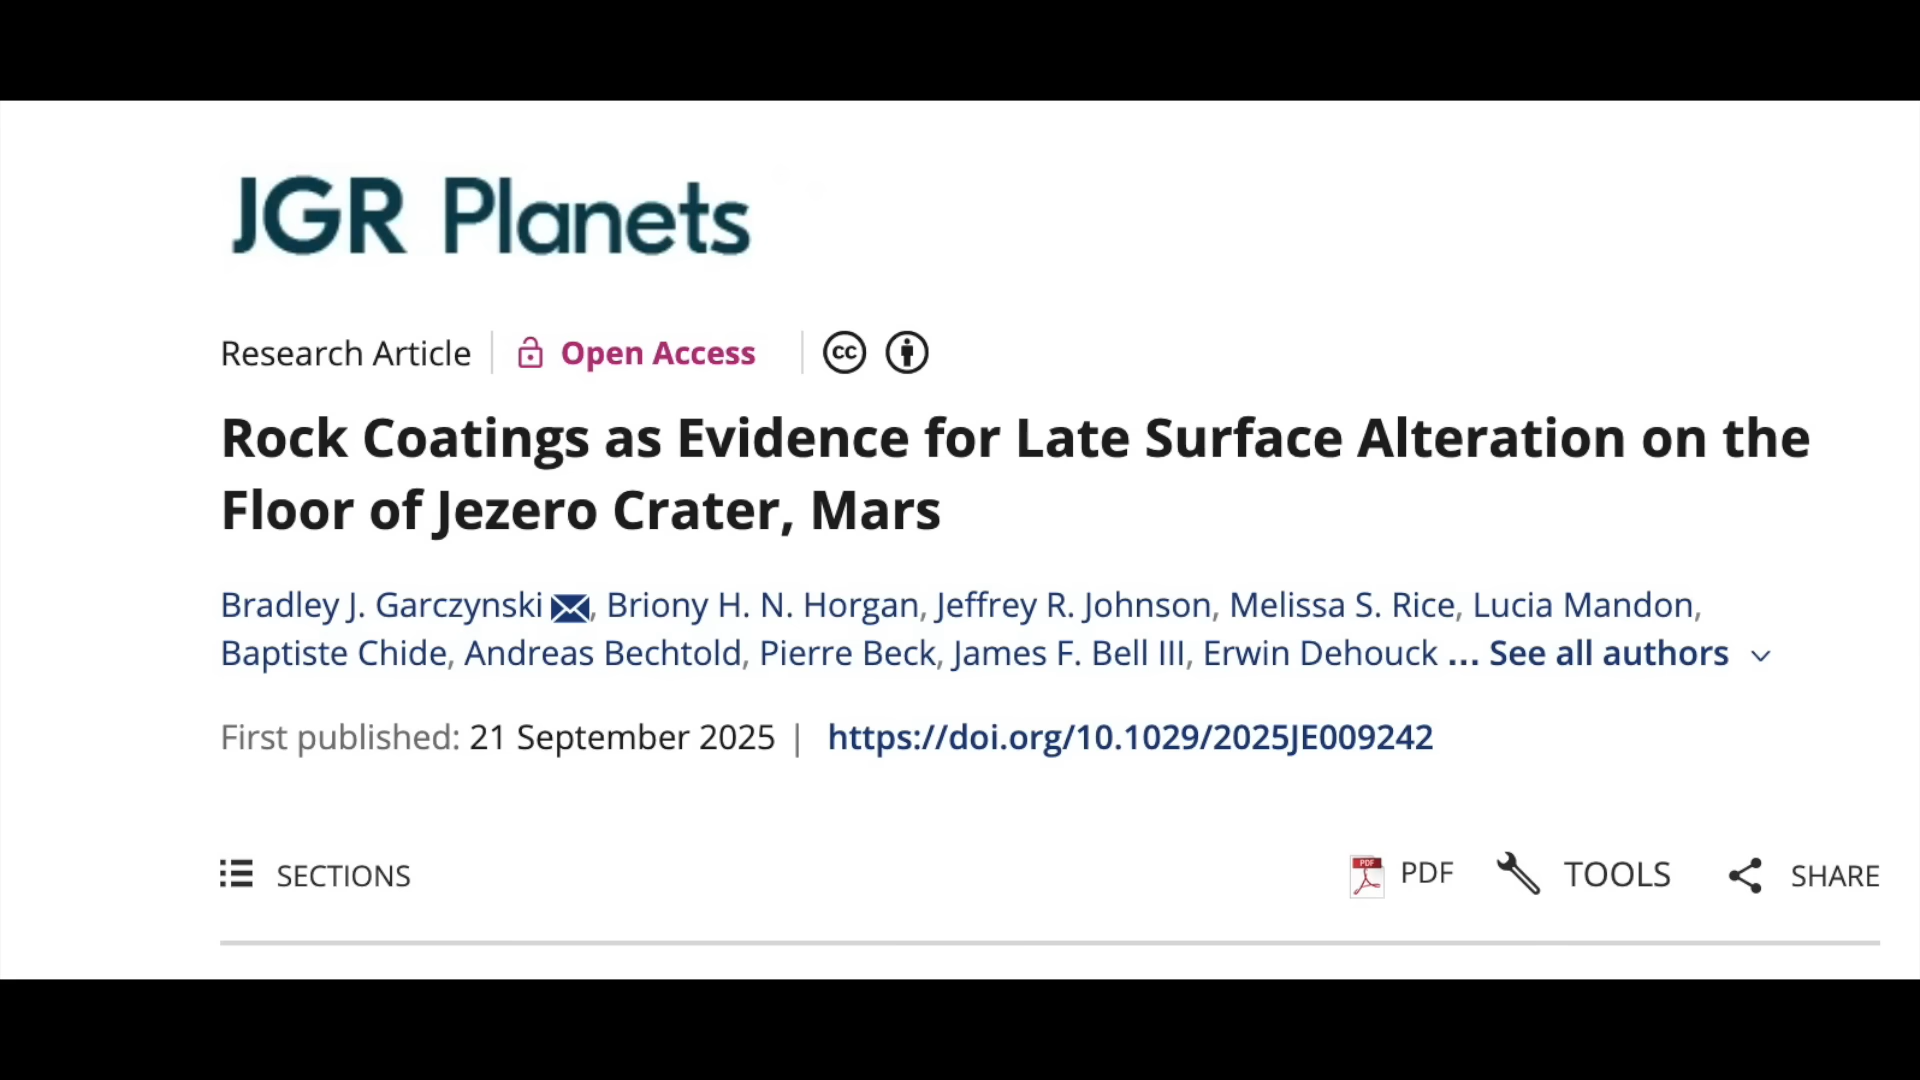 JGR Planets
Research Article Open Access
Rock Coatings as Evidence for Late Surface Alteration on the
Floor of Jezero Crater, Mars
Bradley J. Garczynski, Briony H. N. Horgan, Jeffrey R. Johnson, Melissa S. Rice, Lucia Mandon,
Baptiste Chide, Andreas Bechtold, Pierre Beck, James F. Bell III, Erwin Dehouck ... See all authors
First published: 21 September 2025 | https://doi.org/10.1029/2025JE009242
SECTIONS PDF TOOLS SHARE